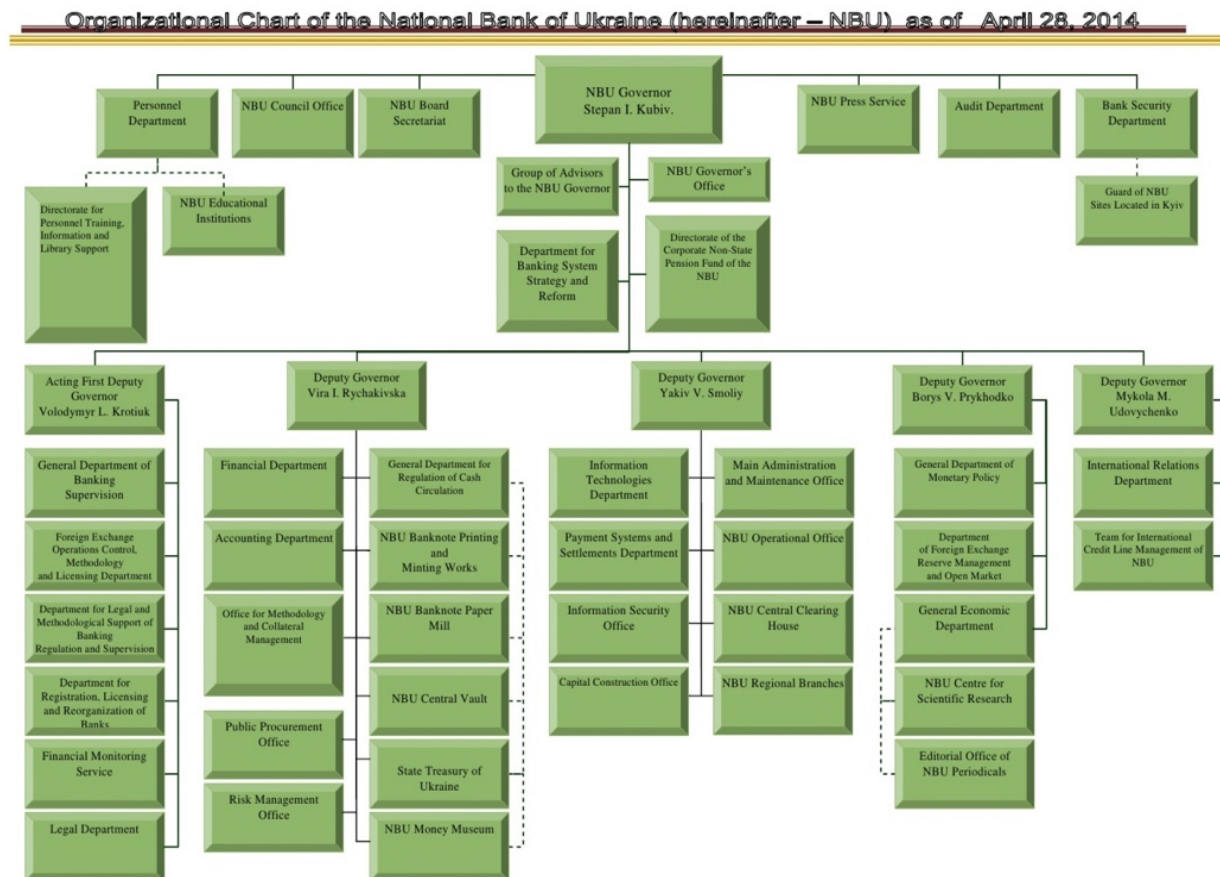 Organizational Chart of the National Bank of Ukraine (hereinafter – NBU) as of April 28, 2014
NBU Governor
Stepan I. Kubiv.
Personnel
Department
NBU Council Office
NBU Board
Secretariat
NBU Press Service
Audit Department
Bank Security
Department
Group of Advisors
to the NBU Governor
NBU Governor's
Office
Directorate for
Personnel Training,
Information and
Library Support
NBU Educational
Institutions
Guard of NBU
Sites Located in Kyiv
Department for
Banking System
Strategy and
Reform
Directorate of the
Corporate Non-State
Pension Fund of the
NBU
Acting First Deputy
Governor
Volodymyr L. Krotiuk
General Department of
Banking
Supervision
Foreign Exchange
Operations Control,
Methodology
and Licensing Department
Department for Legal and
Methodological Support of
Banking
Regulation and Supervision
Department for
Registration, Licensing
and Reorganization of
Banks
Financial Monitoring
Service
Legal Department
Deputy Governor
Vira I. Rychakivska
Financial Department
Accounting Department
Office for Methodology
and Collateral
Management
Public Procurement
Office
Risk Management
Office
General Department for
Regulation of Cash
Circulation
NBU Banknote Printing
and
Minting Works
NBU Banknote Paper
Mill
NBU Central Vault
State Treasury of
Ukraine
NBU Money Museum
Deputy Governor
Yakiv V. Smoliy
Information
Technologies
Department
Payment Systems and
Settlements Department
Information Security
Office
Capital Construction Office
Main Administration
and Maintenance Office
NBU Operational Office
NBU Central Clearing
House
NBU Regional Branches
Deputy Governor
Borys V. Prykhodko
General Department of
Monetary Policy
Department
of Foreign Exchange
Reserve Management
and Open Market
General Economic
Department
NBU Centre for
Scientific Research
Editorial Office of
NBU Periodicals
Deputy Governor
Mykola M.
Udovychenko
International Relations
Department
Team for International
Credit Line Management of
NBU